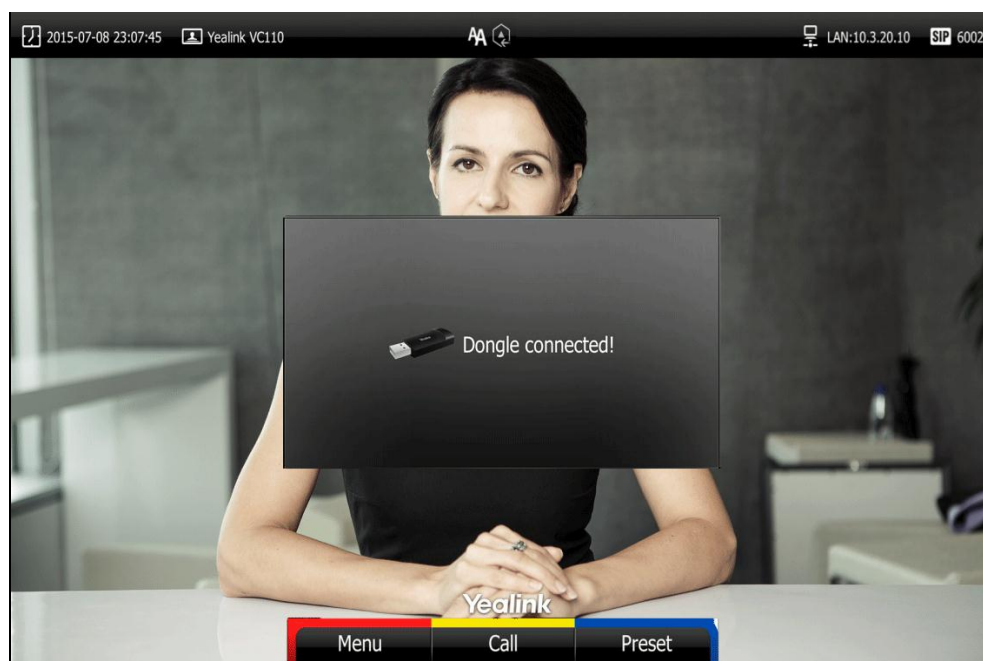 2015-07-08 23:07:45 Yealink VC110 AA LAN:10.3.20.10 SIP 6002
Dongle connected!
Yealink
Menu Call Preset